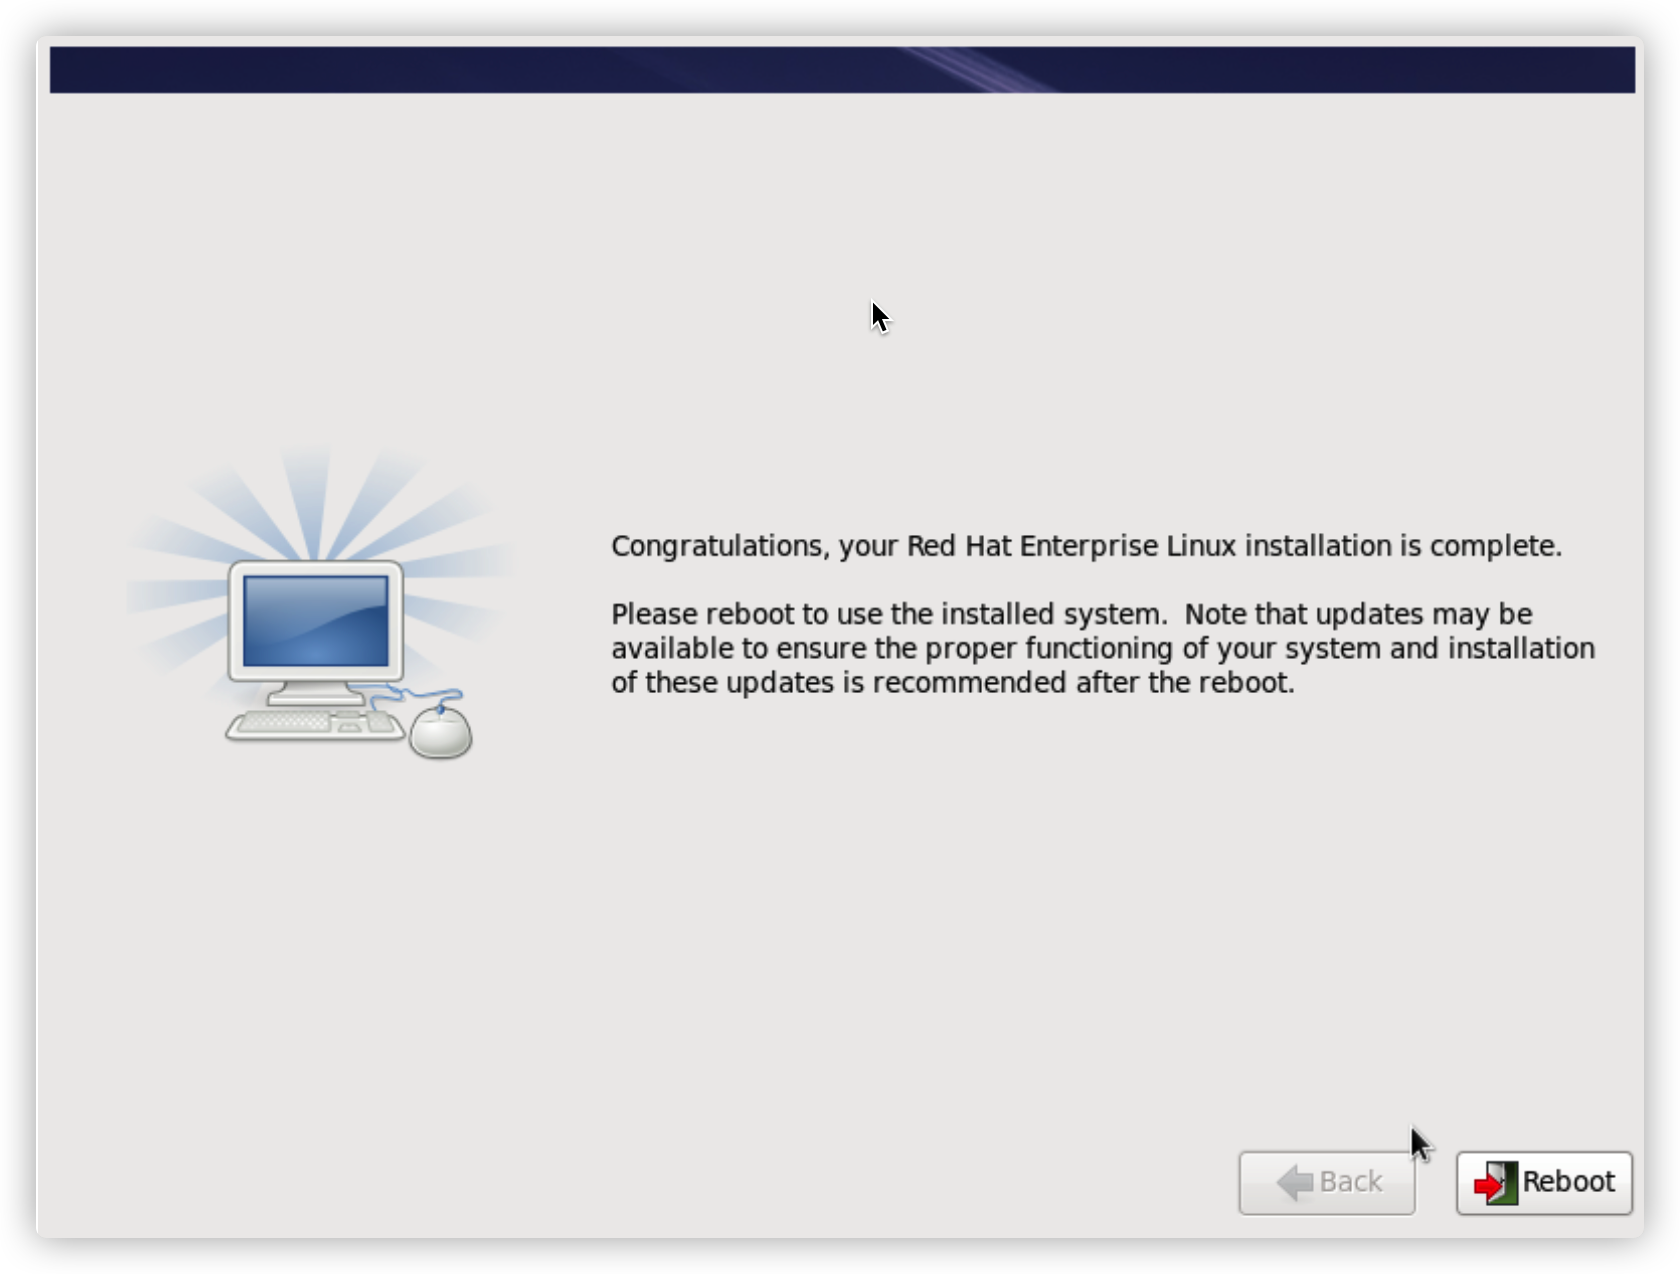 Congratulations, your Red Hat Enterprise Linux installation is complete.
Please reboot to use the installed system.  Note that updates may be
available to ensure the proper functioning of your system and installation
of these updates is recommended after the reboot.
Back
Reboot